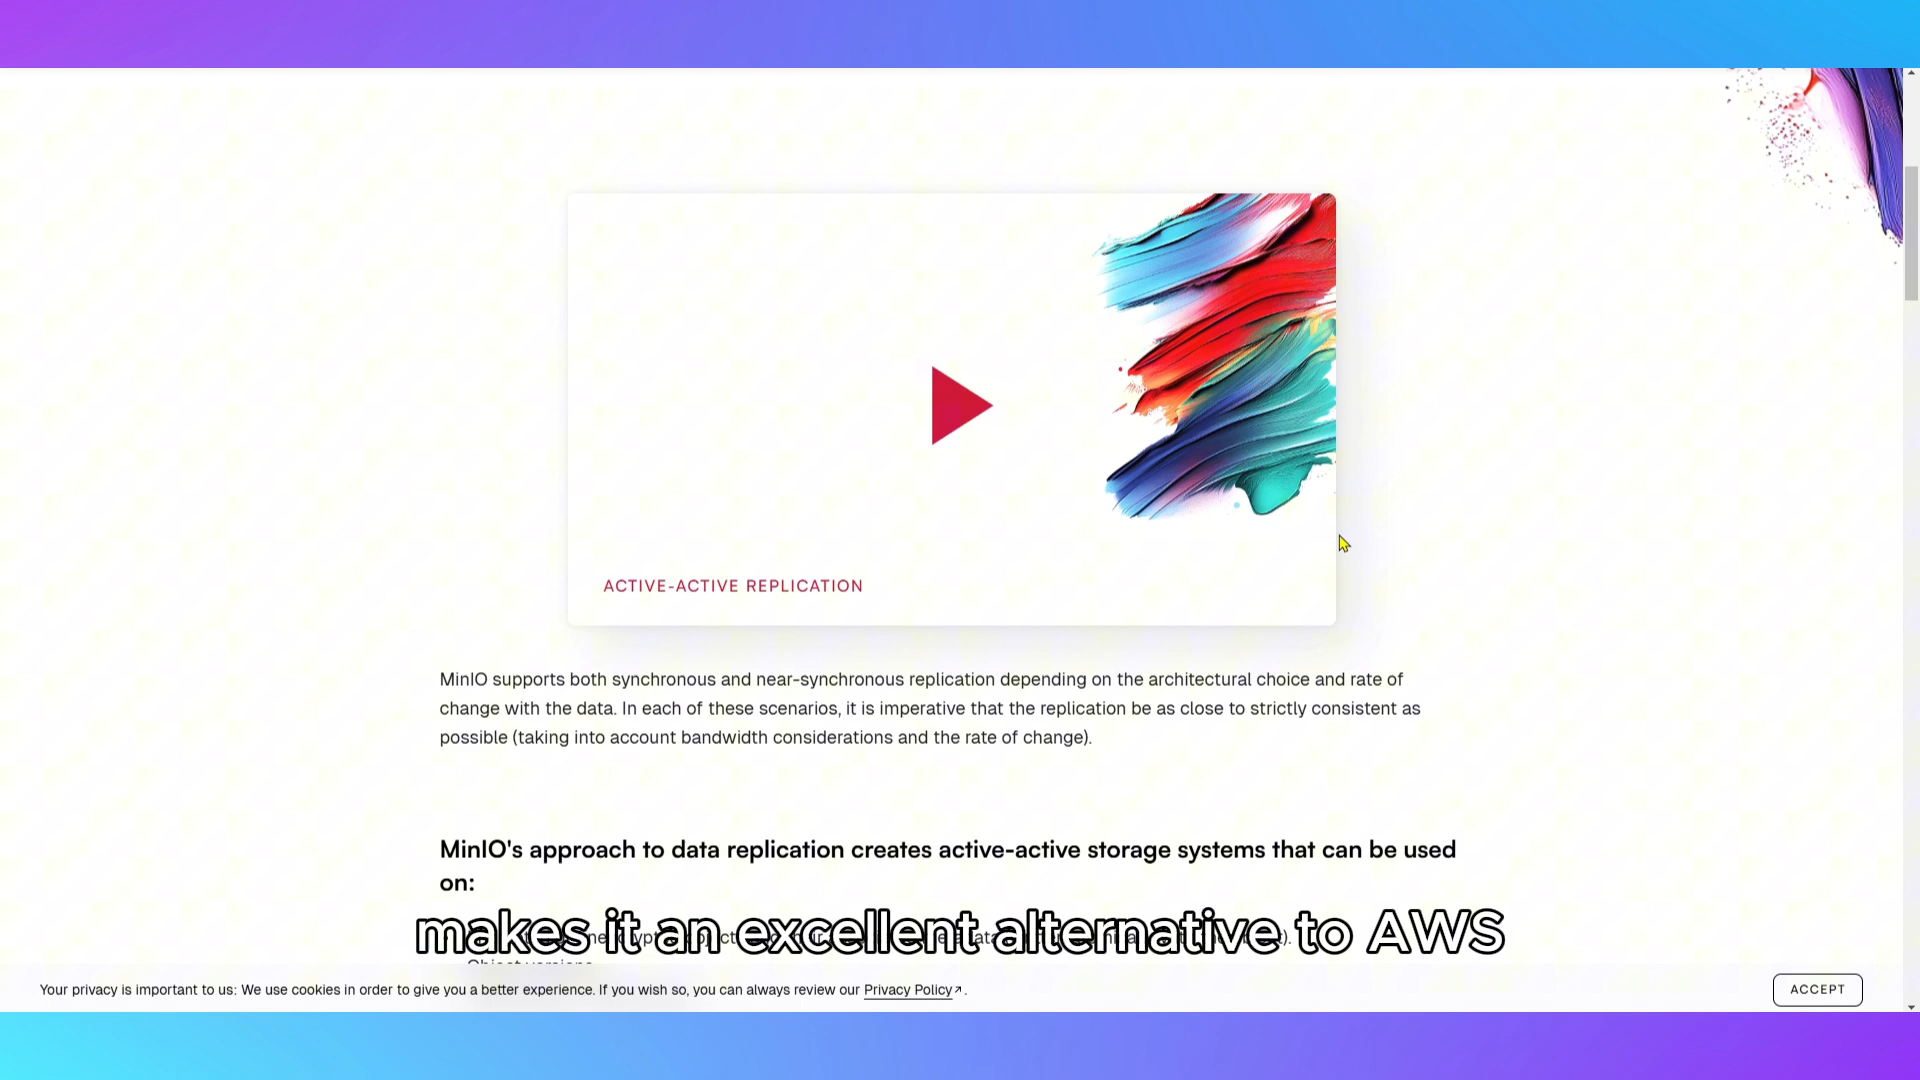 ACTIVE-ACTIVE REPLICATION
MinIO supports both synchronous and near-synchronous replication depending on the architectural choice and rate of
change with the data. In each of these scenarios, it is imperative that the replication be as close to strictly consistent as
possible (taking into account bandwidth considerations and the rate of change).
MinIO's approach to data replication creates active-active storage systems that can be used
on:
makes it an excellent alternative to AWS
Object versions
Your privacy is important to us: We use cookies in order to give you a better experience. If you wish so, you can always review our Privacy Policy↗.
ACCEPT